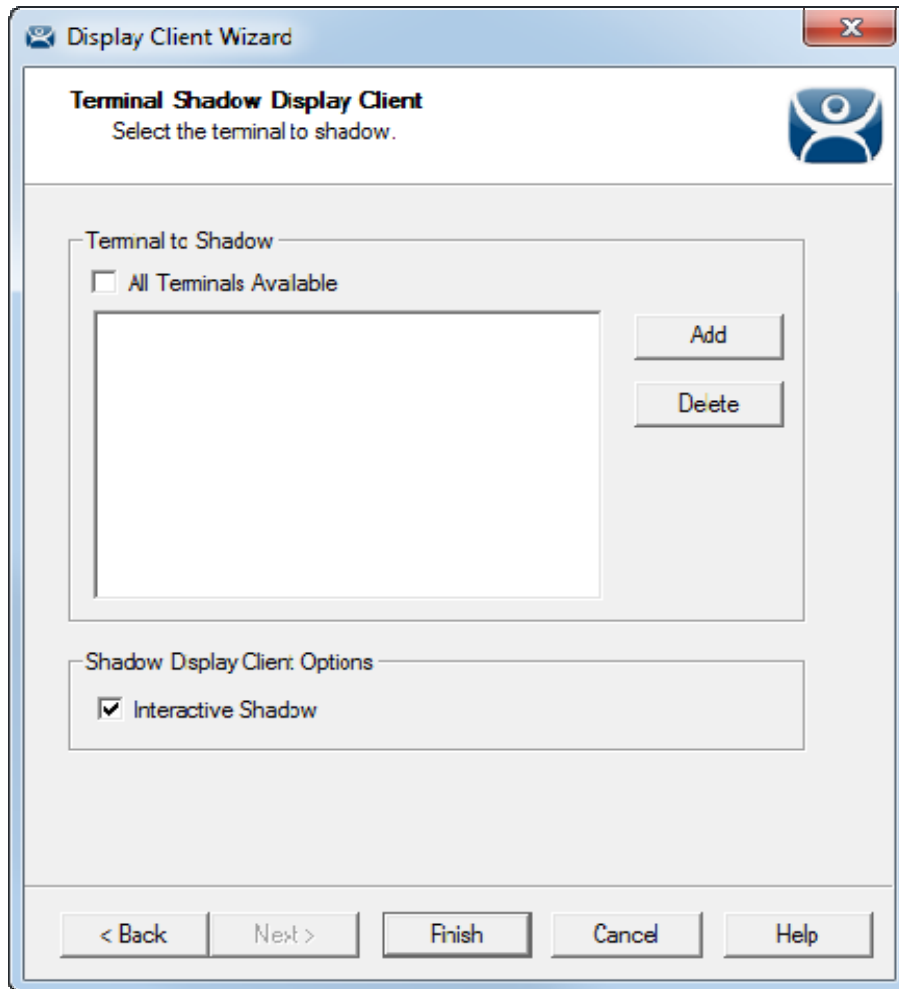 Display Client Wizard
Terminal Shadow Display Client
Select the terminal to shadow.
Terminal to Shadow
All Terminals Available
Add
Delete
Shadow Display Client Options
Interactive Shadow
< Back Next > Finish Cancel Help